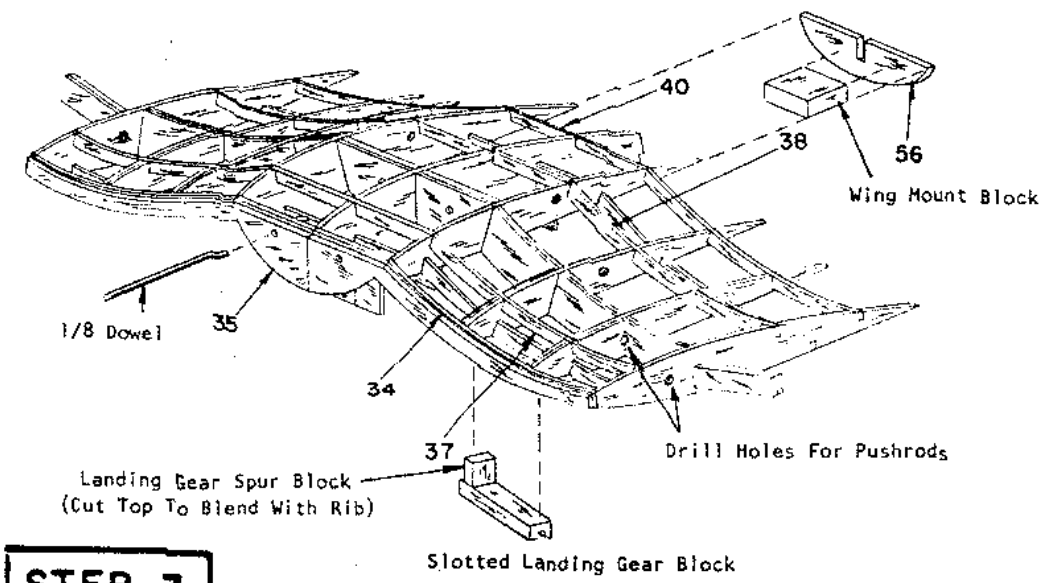 40
38
56
Wing Mount Block
1/8 Dowel
35
34
37
Drill Holes For Pushrods
Landing Gear Spur Block
(Cut Top To Blend With Rib)
Slotted Landing Gear Block
STEP